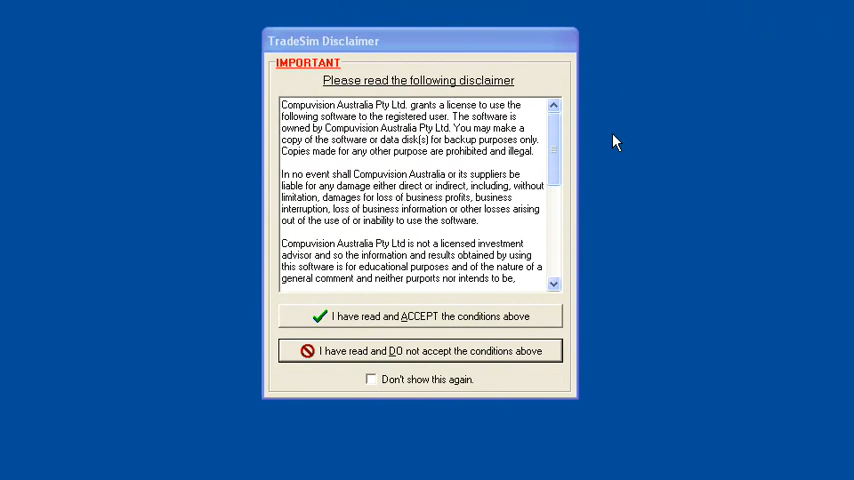 TradeSim Disclaimer
IMPORTANT
Please read the following disclaimer
Compuvision Australia Pty Ltd. grants a license to use the
following software to the registered user. The software is
owned by Compuvision Australia Pty Ltd. You may make a
copy of the software or data disk(s) for backup purposes only.
Copies made for any other purpose are prohibited and illegal.
In no event shall Compuvision Australia or its suppliers be
liable for any damage either direct or indirect, including, without
limitation, damages for loss of business profits, business
interruption, loss of business information or other losses arising
out of the use of or inability to use the software.
Compuvision Australia Pty Ltd is not a licensed investment
advisor and so the information and results obtained by using
this software is for educational purposes and of the nature of a
general comment and neither purports nor intends to be,
I have read and ACCEPT the conditions above
I have read and DO not accept the conditions above
Don't show this again.